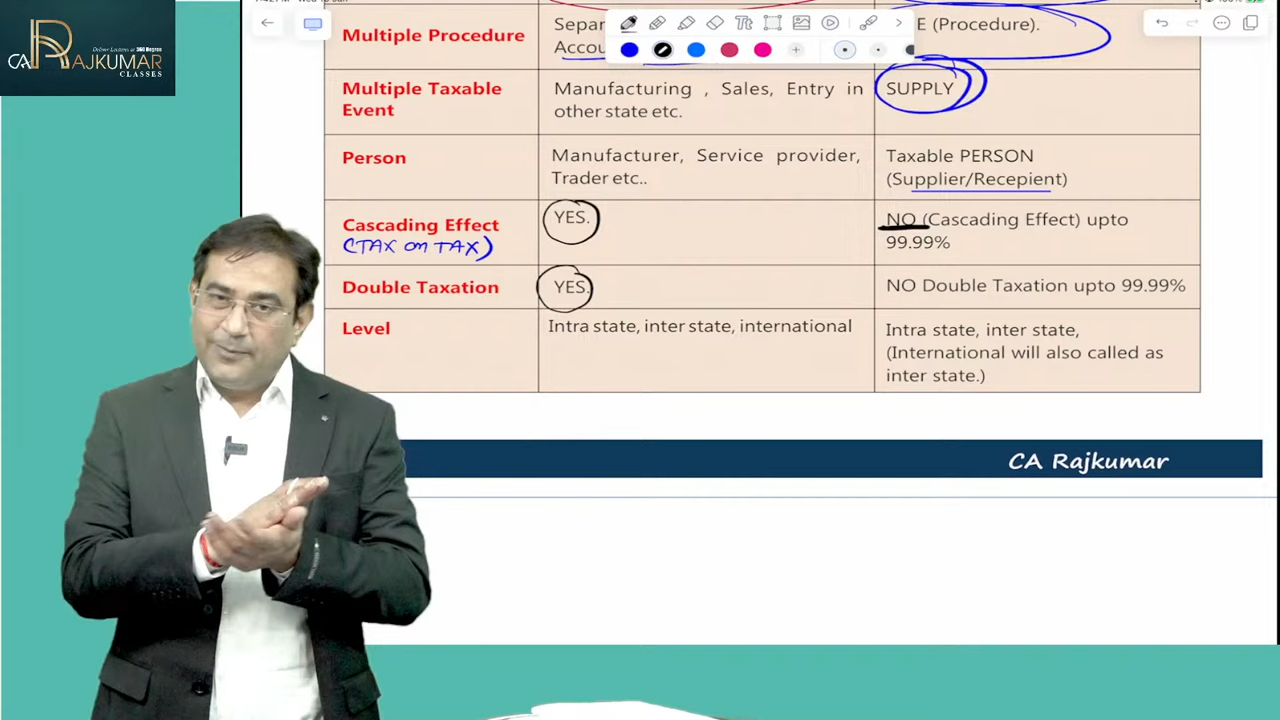 CA RAJKUMAR
CLASSES
Multiple Procedure
Separ
Accou
E (Procedure).
Multiple Taxable
Event
Manufacturing , Sales, Entry in
other state etc.
SUPPLY
Person
Manufacturer, Service provider,
Trader etc..
Taxable PERSON
(Supplier/Recepient)
Cascading Effect
(TAX on TAX)
YES.
NO (Cascading Effect) upto
99.99%
Double Taxation
YES.
NO Double Taxation upto 99.99%
Level
Intra state, inter state, international
Intra state, inter state,
(International will also called as
inter state.)
CA Rajkumar